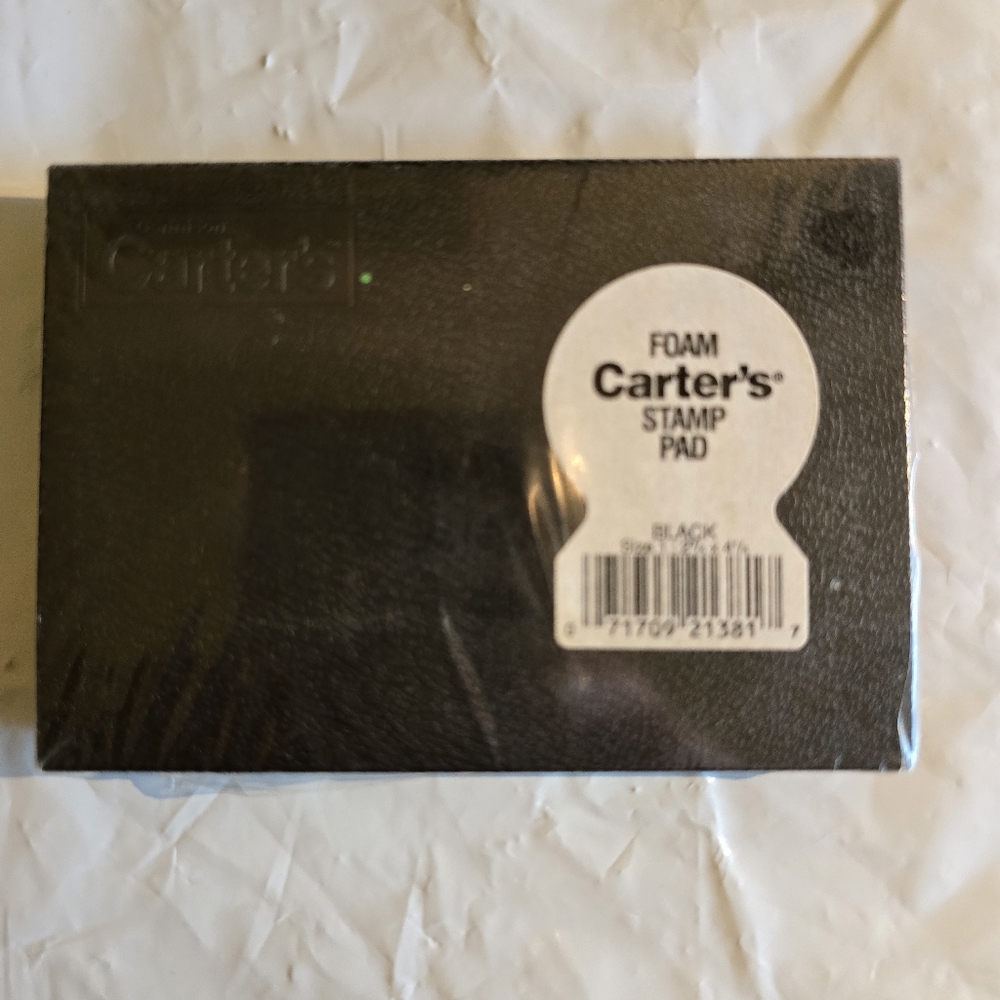 Carter's
FOAM
Carter's®
STAMP
PAD
BLACK
0 71709 21381 7